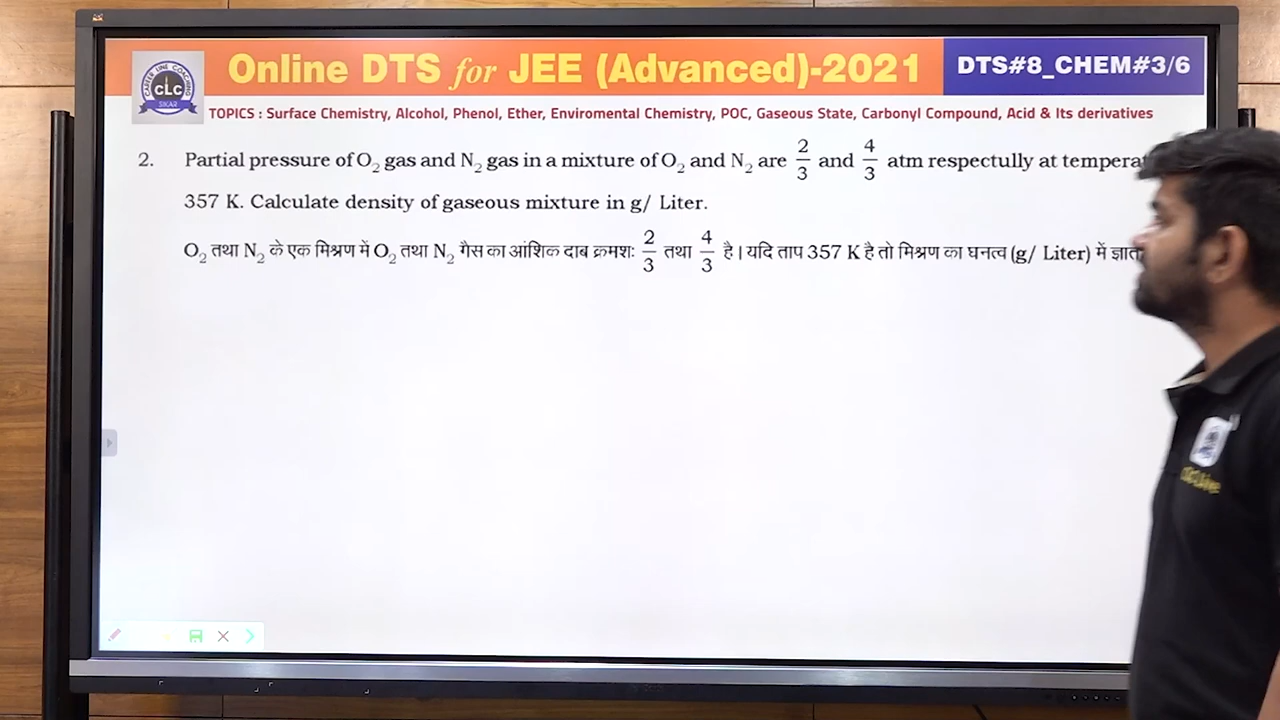 Online DTS for JEE (Advanced)-2021
DTS#8_CHEM#3/6
CAREER LINE COACHING
cLc
SIKAR
TOPICS : Surface Chemistry, Alcohol, Phenol, Ether, Enviromental Chemistry, POC, Gaseous State, Carbonyl Compound, Acid & Its derivatives
2. Partial pressure of O₂ gas and N₂ gas in a mixture of O₂ and N₂ are 2/3 and 4/3 atm respectully at tempera
357 K. Calculate density of gaseous mixture in g/ Liter.
O₂ तथा N₂ के एक मिश्रण में O₂ तथा N₂ गैस का आंशिक दाब क्रमशः 2/3 तथा 4/3 है। यदि ताप 357 K है तो मिश्रण का घनत्व (g/ Liter) में ज्ञात